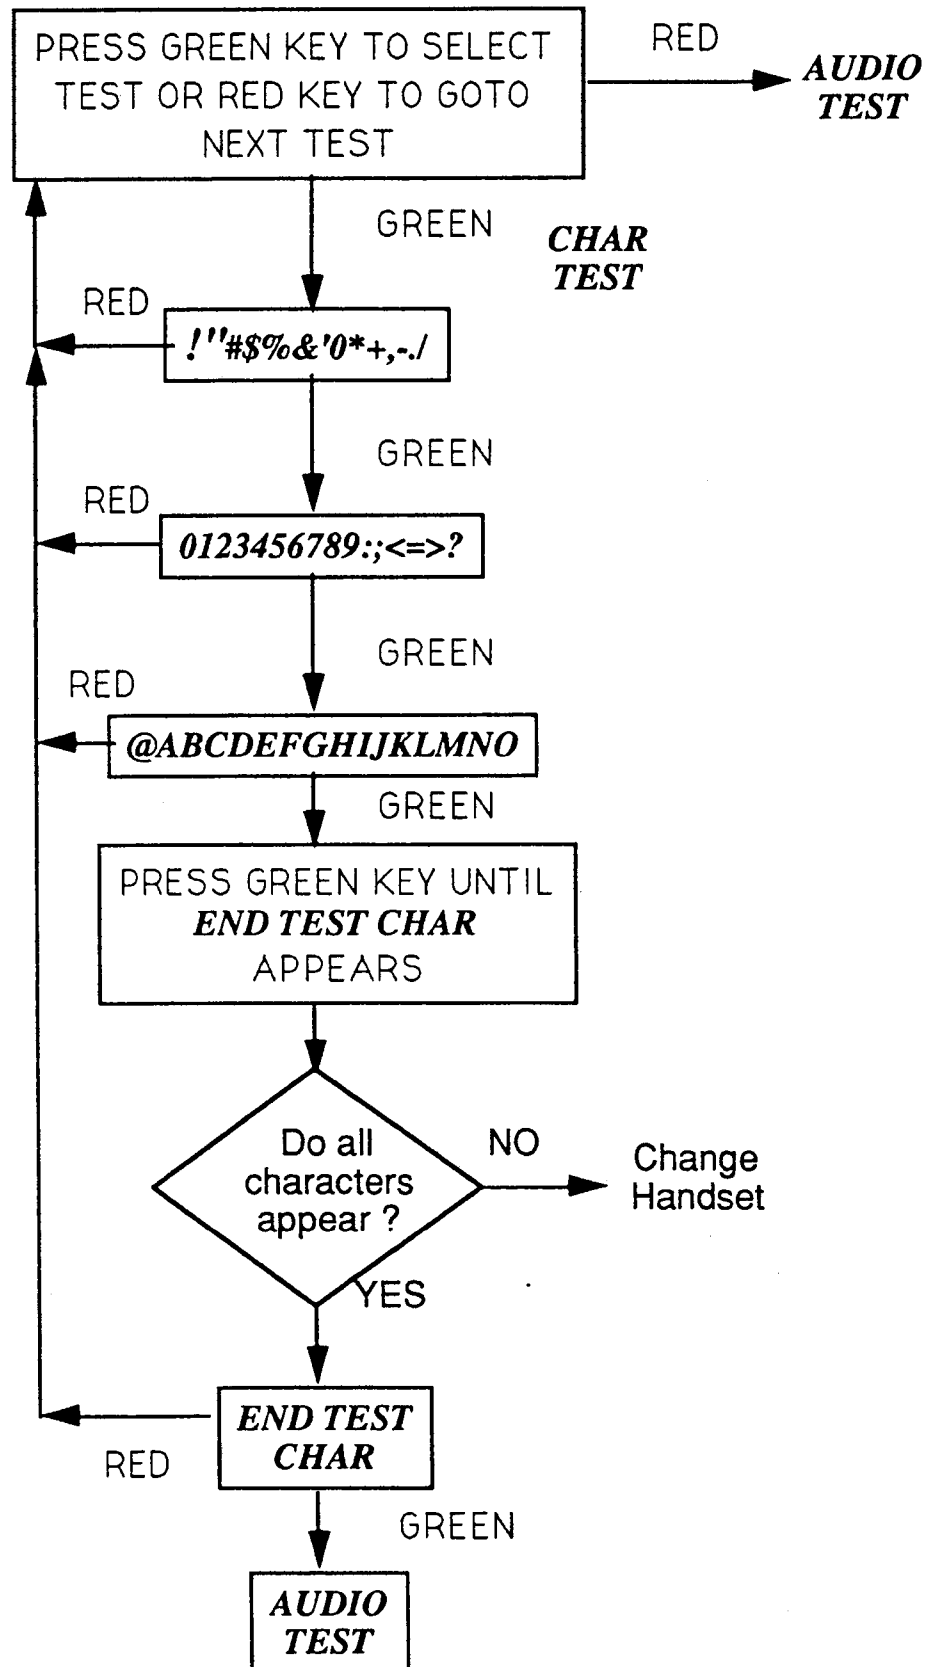 PRESS GREEN KEY TO SELECT
TEST OR RED KEY TO GOTO
NEXT TEST
RED
AUDIO
TEST
GREEN
CHAR
TEST
RED
!"#$%&'0*+,-./
GREEN
RED
0123456789:;<=>?
GREEN
RED
@ABCDEFGHIJKLMNO
GREEN
PRESS GREEN KEY UNTIL
END TEST CHAR
APPEARS
Do all
characters
appear ?
NO
Change
Handset
YES
END TEST
CHAR
RED
GREEN
AUDIO
TEST